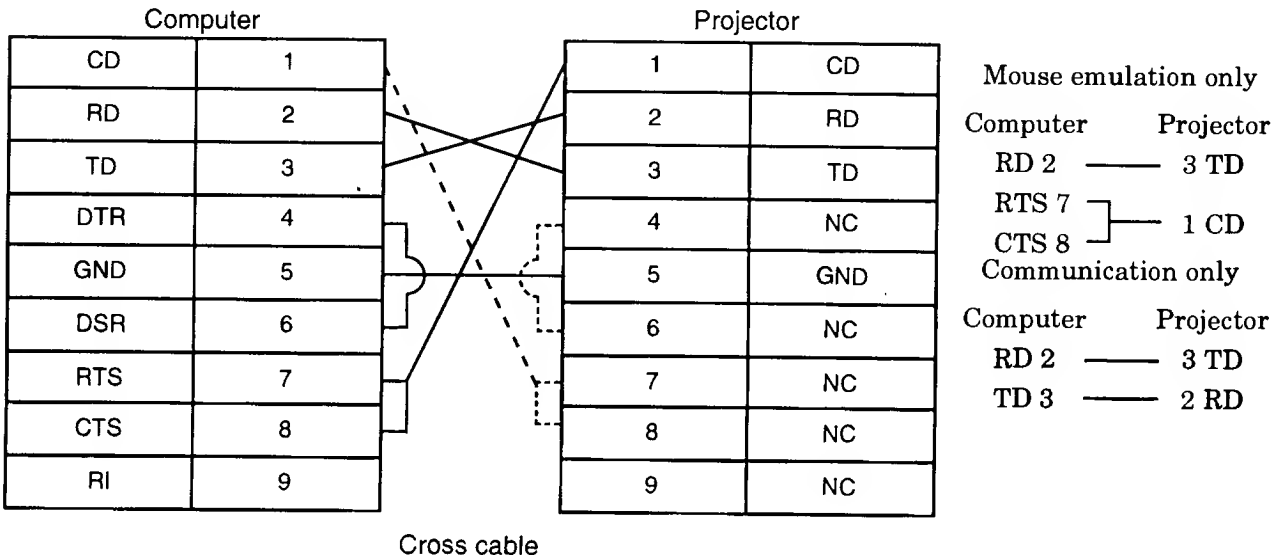 Computer
CD 1
RD 2
TD 3
DTR 4
GND 5
DSR 6
RTS 7
CTS 8
RI 9
Projector
1 CD
2 RD
3 TD
4 NC
5 GND
6 NC
7 NC
8 NC
9 NC
Cross cable
Mouse emulation only
Computer Projector
RD 2 3 TD
RTS 7
1 CD
CTS 8
Communication only
Computer Projector
RD 2 3 TD
TD 3 2 RD